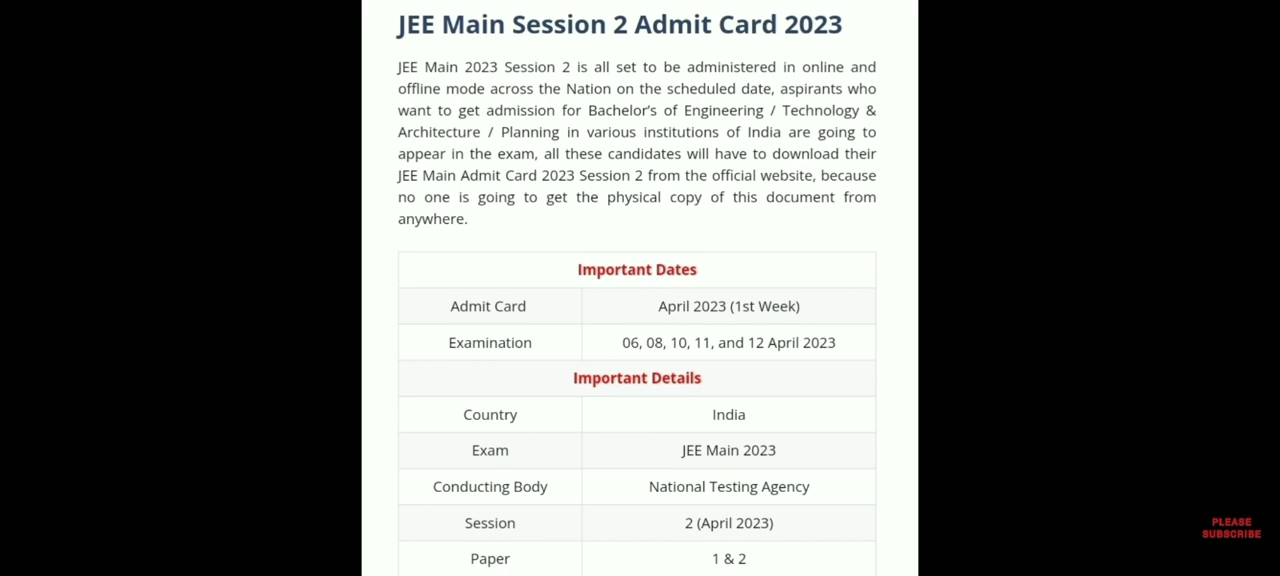 JEE Main Session 2 Admit Card 2023
JEE Main 2023 Session 2 is all set to be administered in online and
offline mode across the Nation on the scheduled date, aspirants who
want to get admission for Bachelor's of Engineering / Technology &
Architecture / Planning in various institutions of India are going to
appear in the exam, all these candidates will have to download their
JEE Main Admit Card 2023 Session 2 from the official website, because
no one is going to get the physical copy of this document from
anywhere.
Important Dates
Admit Card April 2023 (1st Week)
Examination 06, 08, 10, 11, and 12 April 2023
Important Details
Country India
Exam JEE Main 2023
Conducting Body National Testing Agency
Session 2 (April 2023)
Paper 1 & 2
PLEASE
SUBSCRIBE